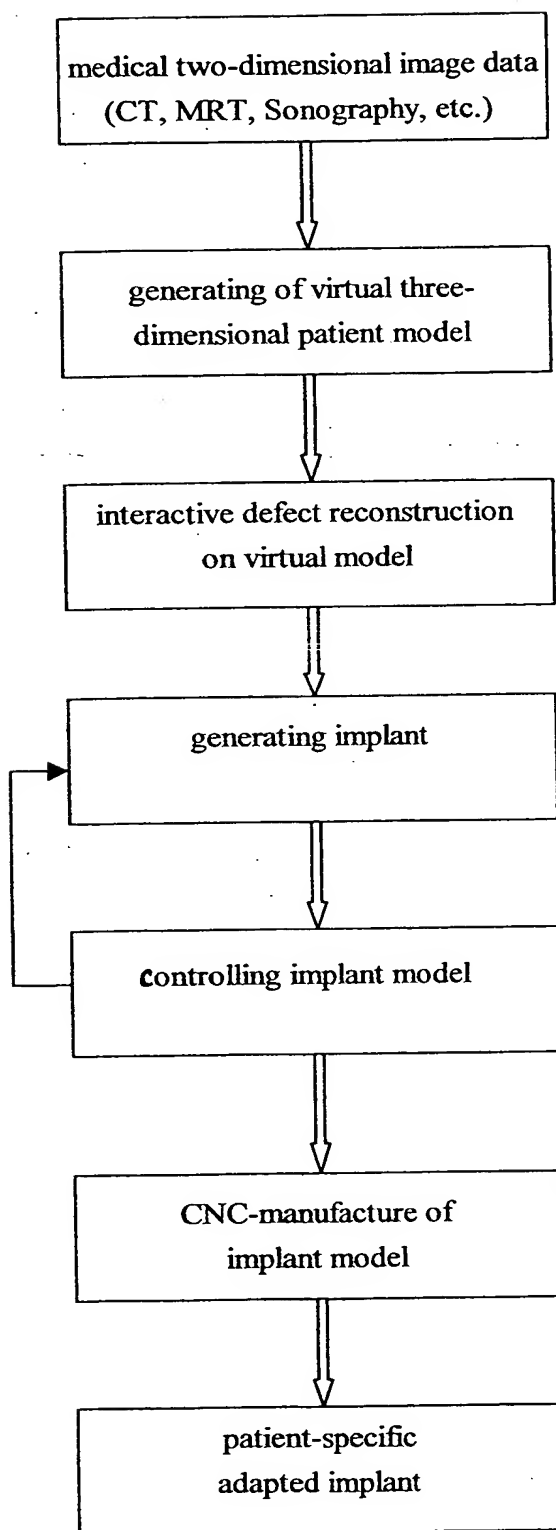 medical two-dimensional image data
(CT, MRT, Sonography, etc.)
generating of virtual three-
dimensional patient model
interactive defect reconstruction
on virtual model
generating implant
controlling implant model
CNC-manufacture of
implant model
patient-specific
adapted implant